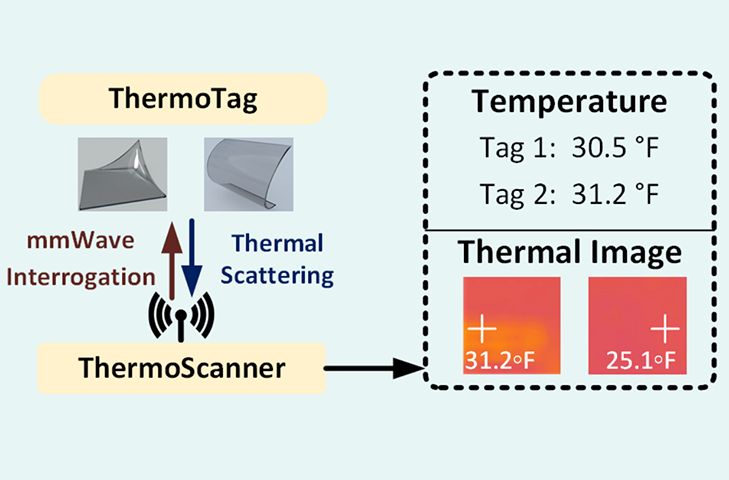 ThermoTag
mmWave
Interrogation
Thermal
Scattering
ThermoScanner
Temperature
Tag 1: 30.5 °F
Tag 2: 31.2 °F
Thermal Image
31.2°F
25.1°F